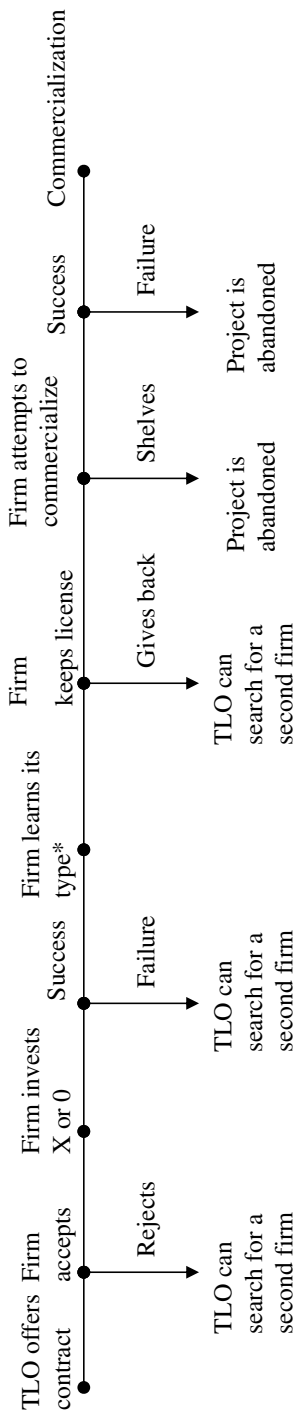 TLO offers
contract
Firm
accepts
Rejects
TLO can
search for a
second firm
Firm invests
X or 0
Success
Failure
TLO can
search for a
second firm
Firm learns its
type*
Firm
keeps license
Gives back
TLO can
search for a
second firm
Firm attempts to
commercialize
Shelves
Project is
abandoned
Success
Failure
Project is
abandoned
Commercialization